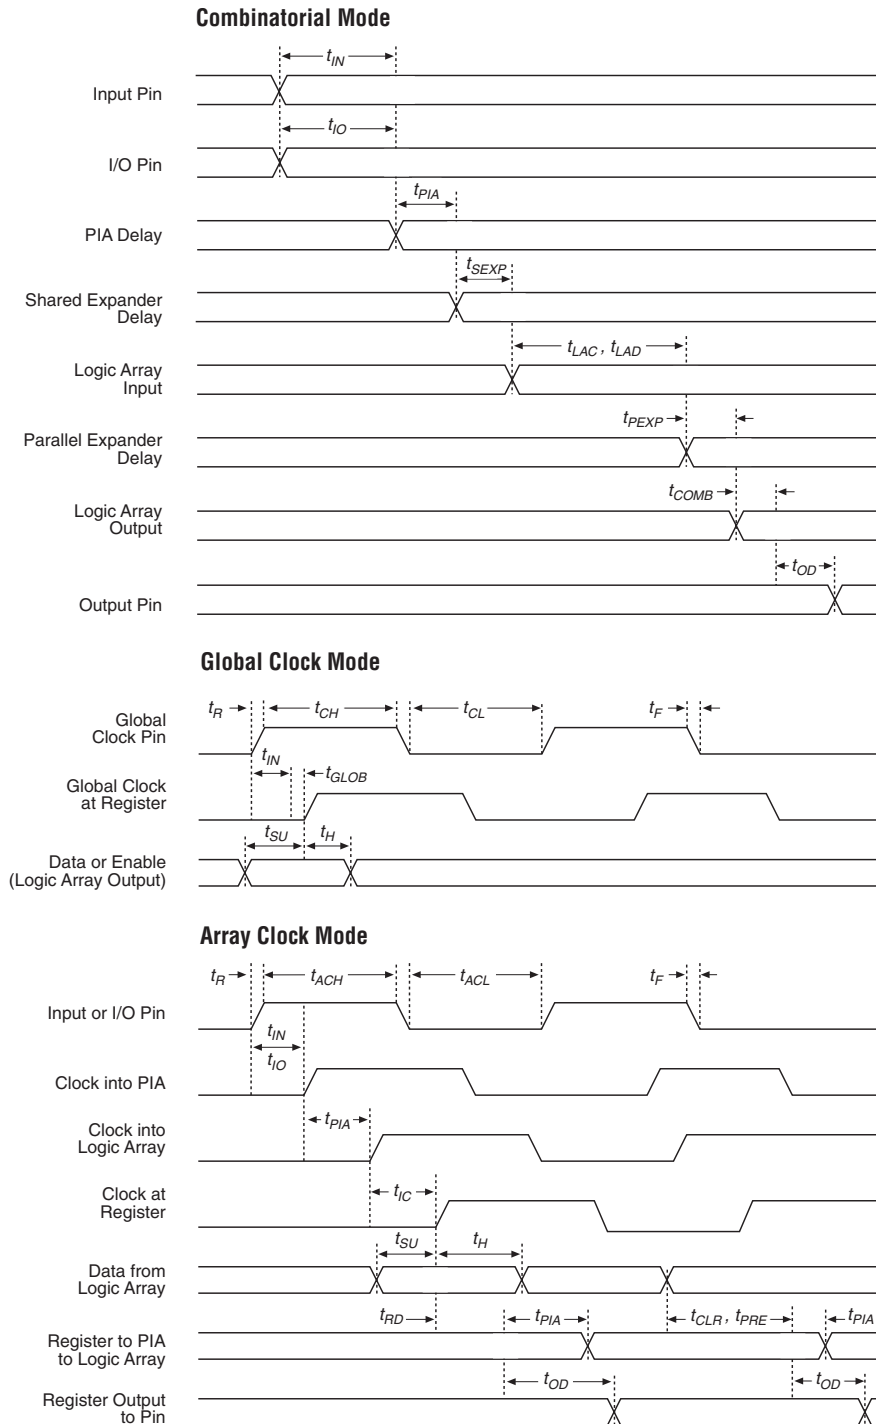 Combinatorial Mode
tIN
Input Pin
tIO
I/O Pin
tPIA
PIA Delay
tSEXP
Shared Expander
Delay
tLAC , tLAD
Logic Array
Input
tPEXP
Parallel Expander
Delay
tCOMB
Logic Array
Output
tOD
Output Pin
Global Clock Mode
tR tCH tCL tF
Global
Clock Pin
tIN tGLOB
Global Clock
at Register
tSU tH
Data or Enable
(Logic Array Output)
Array Clock Mode
tR tACH tACL tF
Input or I/O Pin
tIN
tIO
Clock into PIA
tPIA
Clock into
Logic Array
tIC
Clock at
Register
tSU tH
Data from
Logic Array
tRD tPIA tCLR , tPRE tPIA
Register to PIA
to Logic Array
tOD tOD
Register Output
to Pin